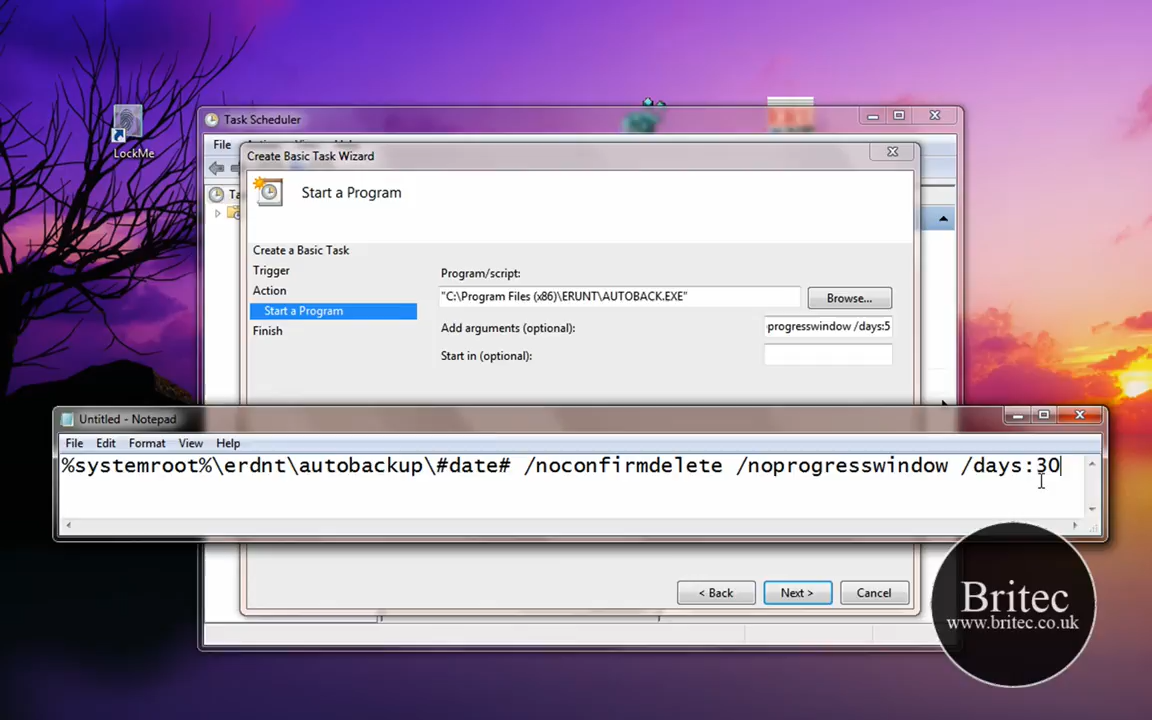 LockMe
Task Scheduler
File
Create Basic Task Wizard
Start a Program
Create a Basic Task
Trigger
Action
Start a Program
Finish
Program/script:
"C:\Program Files (x86)\ERUNT\AUTOBACK.EXE"
Browse...
Add arguments (optional):
progresswindow /days:5
Start in (optional):
Untitled - Notepad
File Edit Format View Help
%systemroot%\erdnt\autobackup\#date# /noconfirmdelete /noprogresswindow /days:30
< Back
Next >
Cancel
Britec
www.britec.co.uk